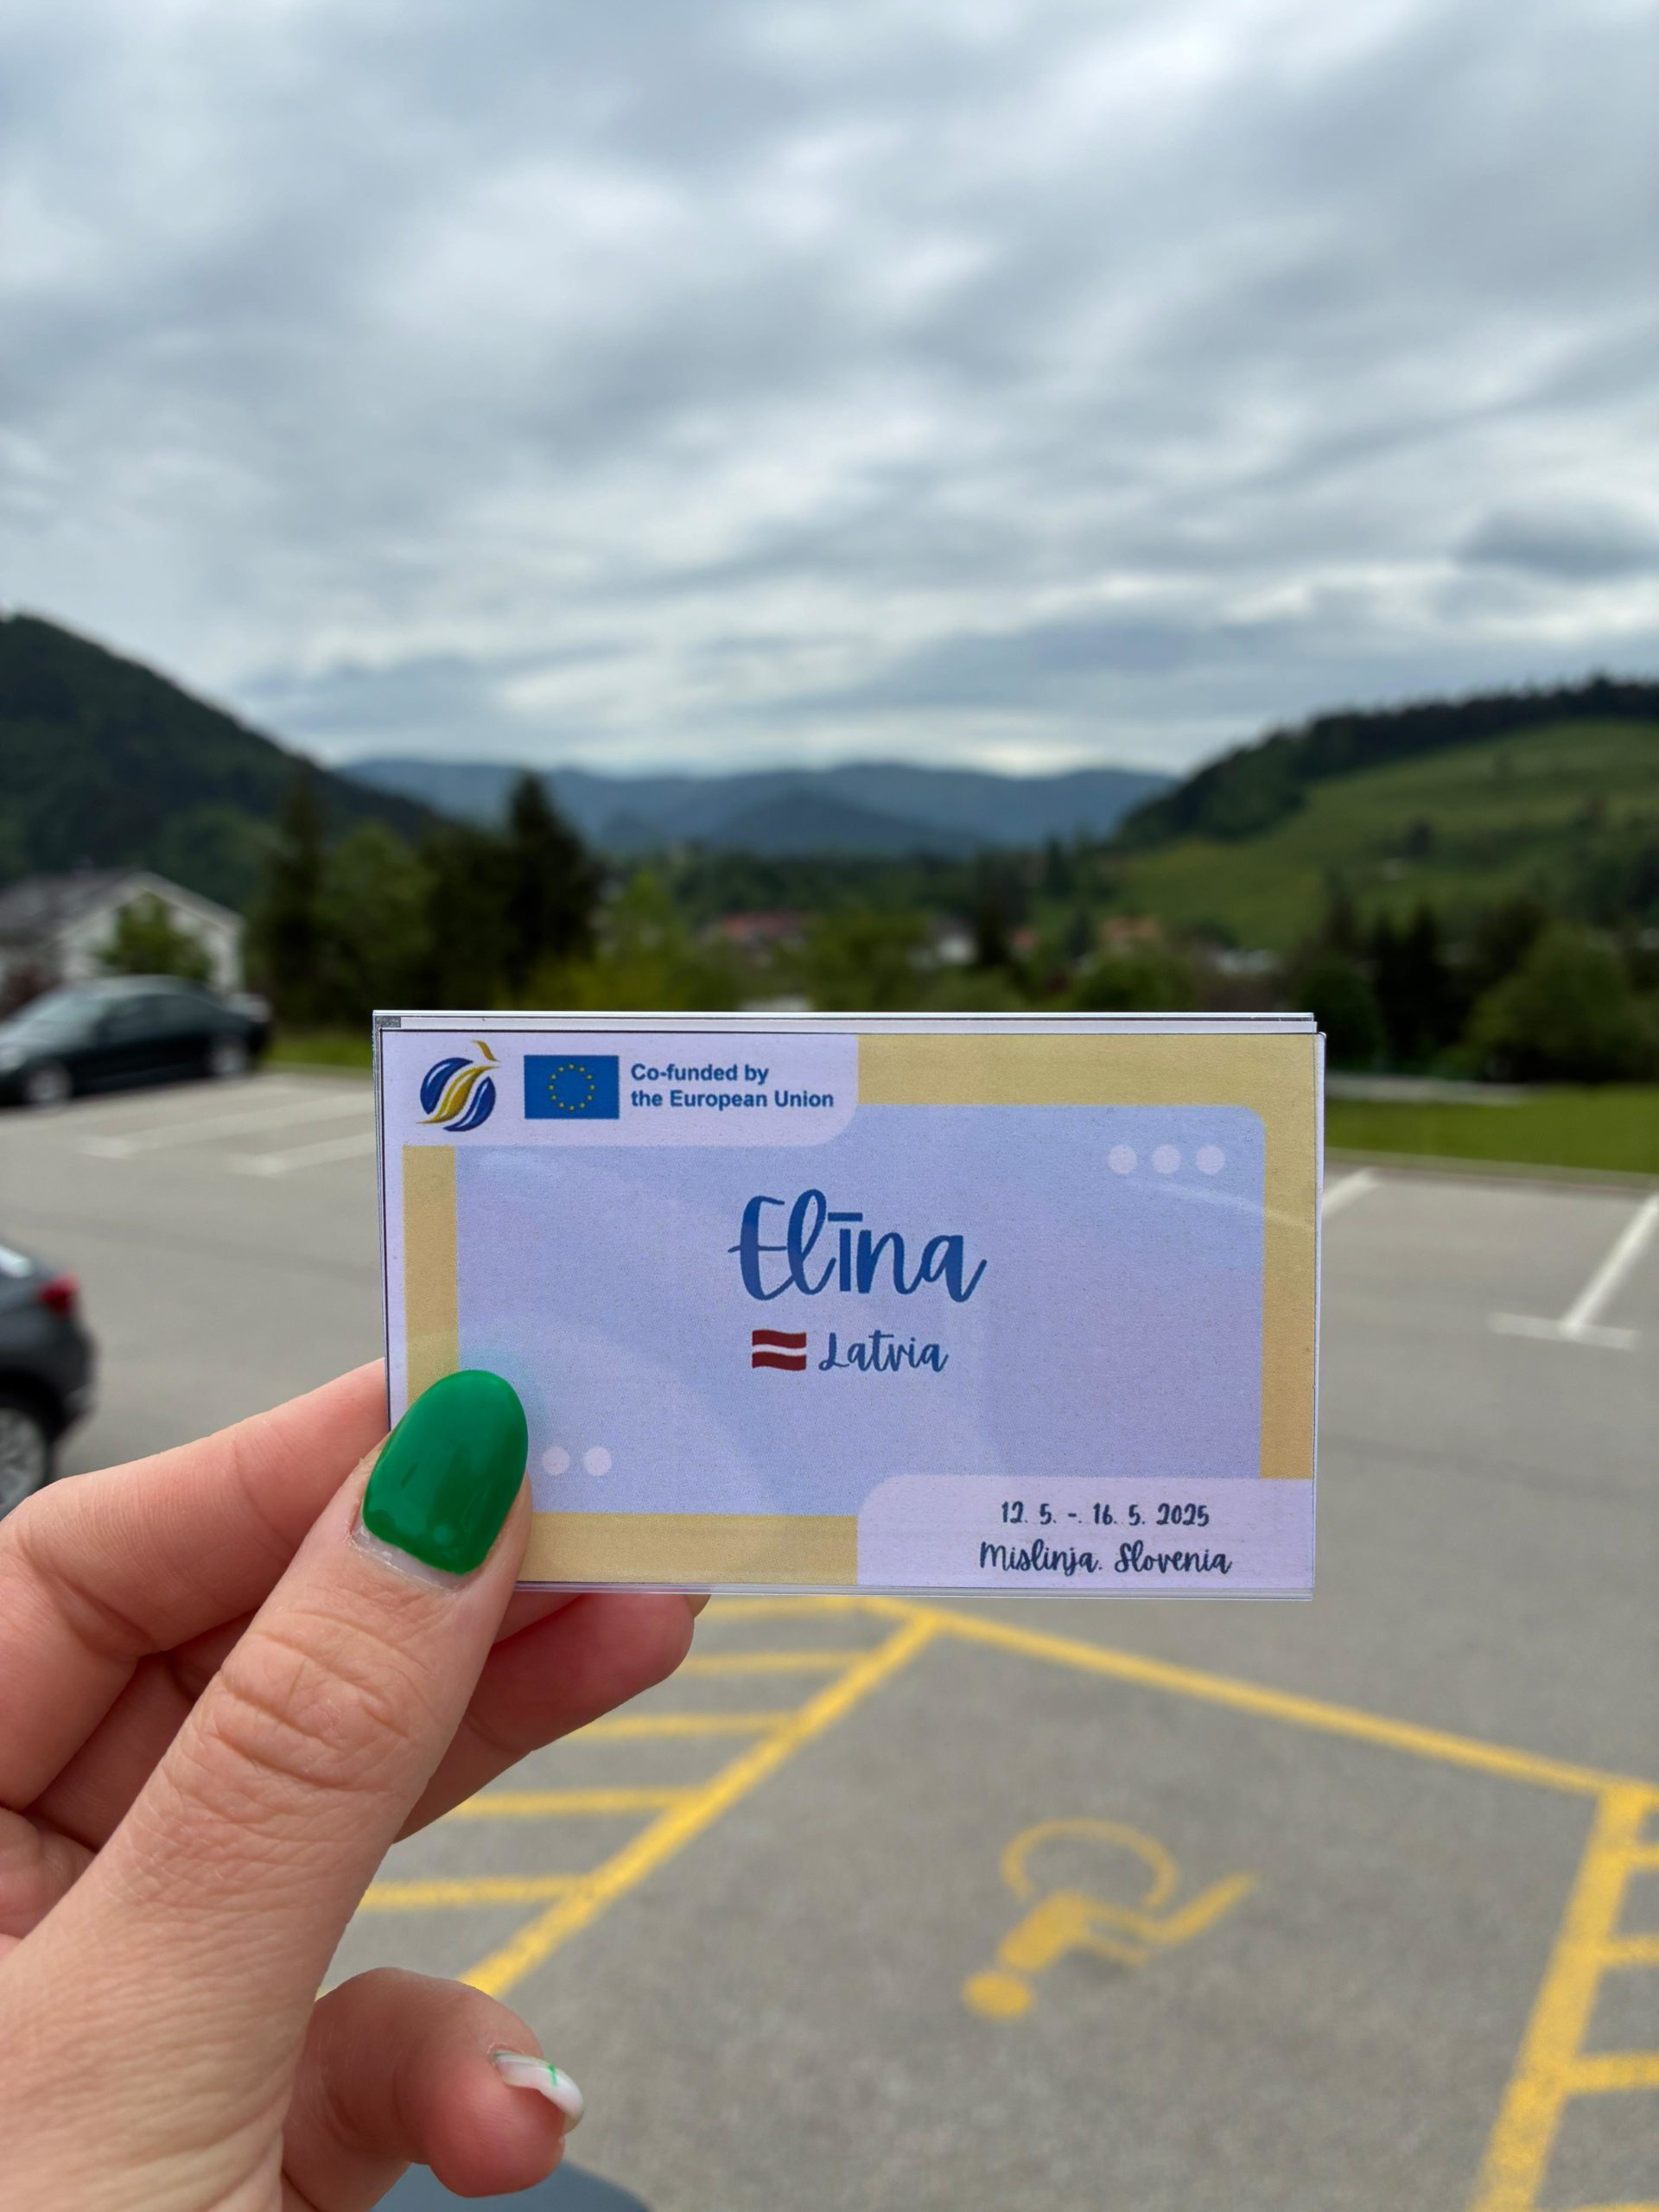 Co-funded by
the European Union
Elīna
Latvia
12. 5. - 16. 5. 2025
Mislinja. Slovenia